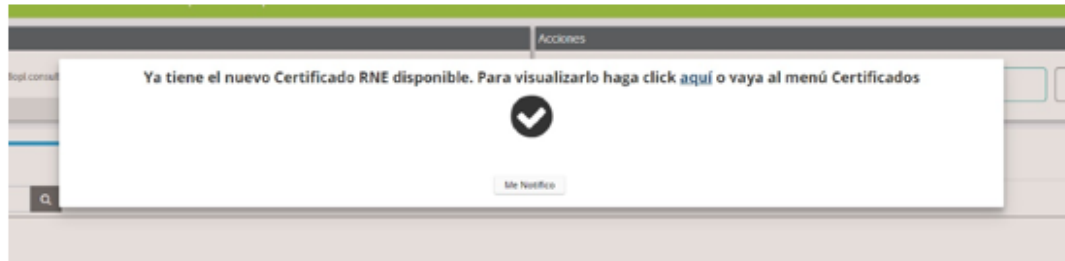 Acciones
Ya tiene el nuevo Certificado RNE disponible. Para visualizarlo haga click aquí o vaya al menú Certificados
Me Notifico